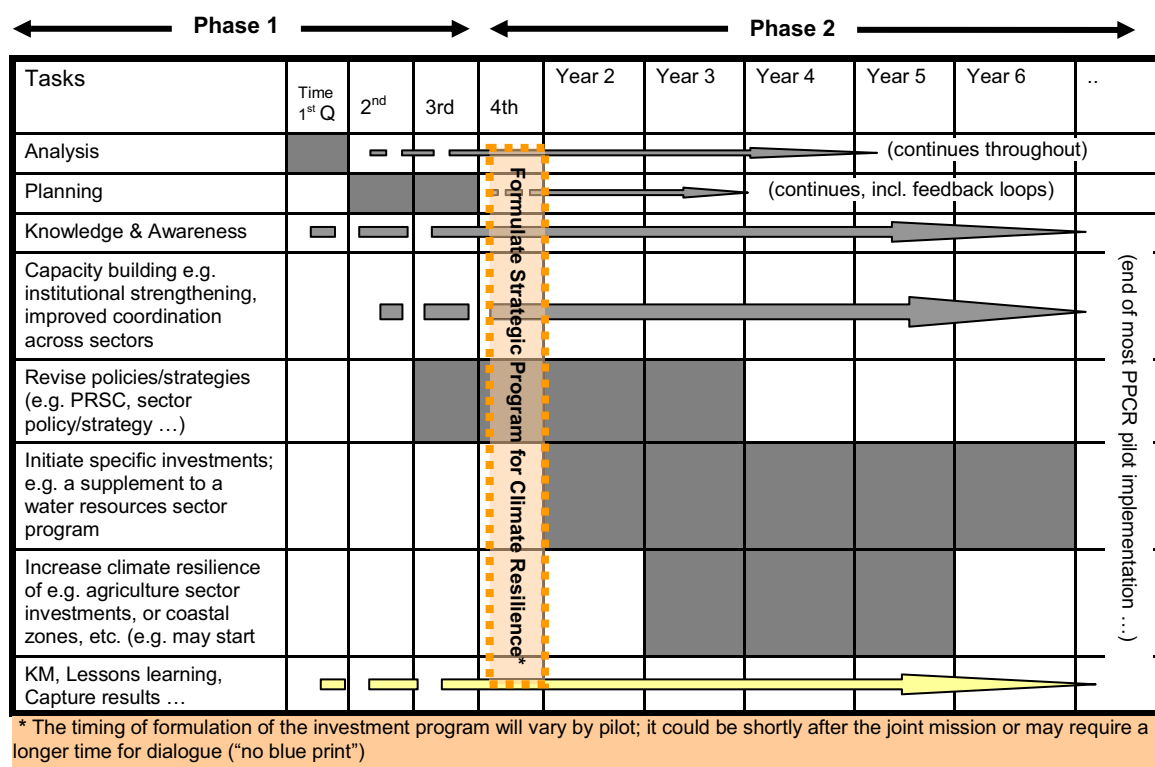 Phase 1
Phase 2
Tasks
Time
1st Q
2nd
3rd
4th
Year 2
Year 3
Year 4
Year 5
Year 6
..
Analysis
(continues throughout)
Planning
(continues, incl. feedback loops)
Knowledge & Awareness
Capacity building e.g.
institutional strengthening,
improved coordination
across sectors
Revise policies/strategies
(e.g. PRSC, sector
policy/strategy …)
Initiate specific investments;
e.g. a supplement to a
water resources sector
program
Increase climate resilience
of e.g. agriculture sector
investments, or coastal
zones, etc. (e.g. may start
KM, Lessons learning,
Capture results …
Formulate Strategic Program for Climate Resilience*
(end of most PPCR pilot implementation …)
* The timing of formulation of the investment program will vary by pilot; it could be shortly after the joint mission or may require a
longer time for dialogue (“no blue print”)